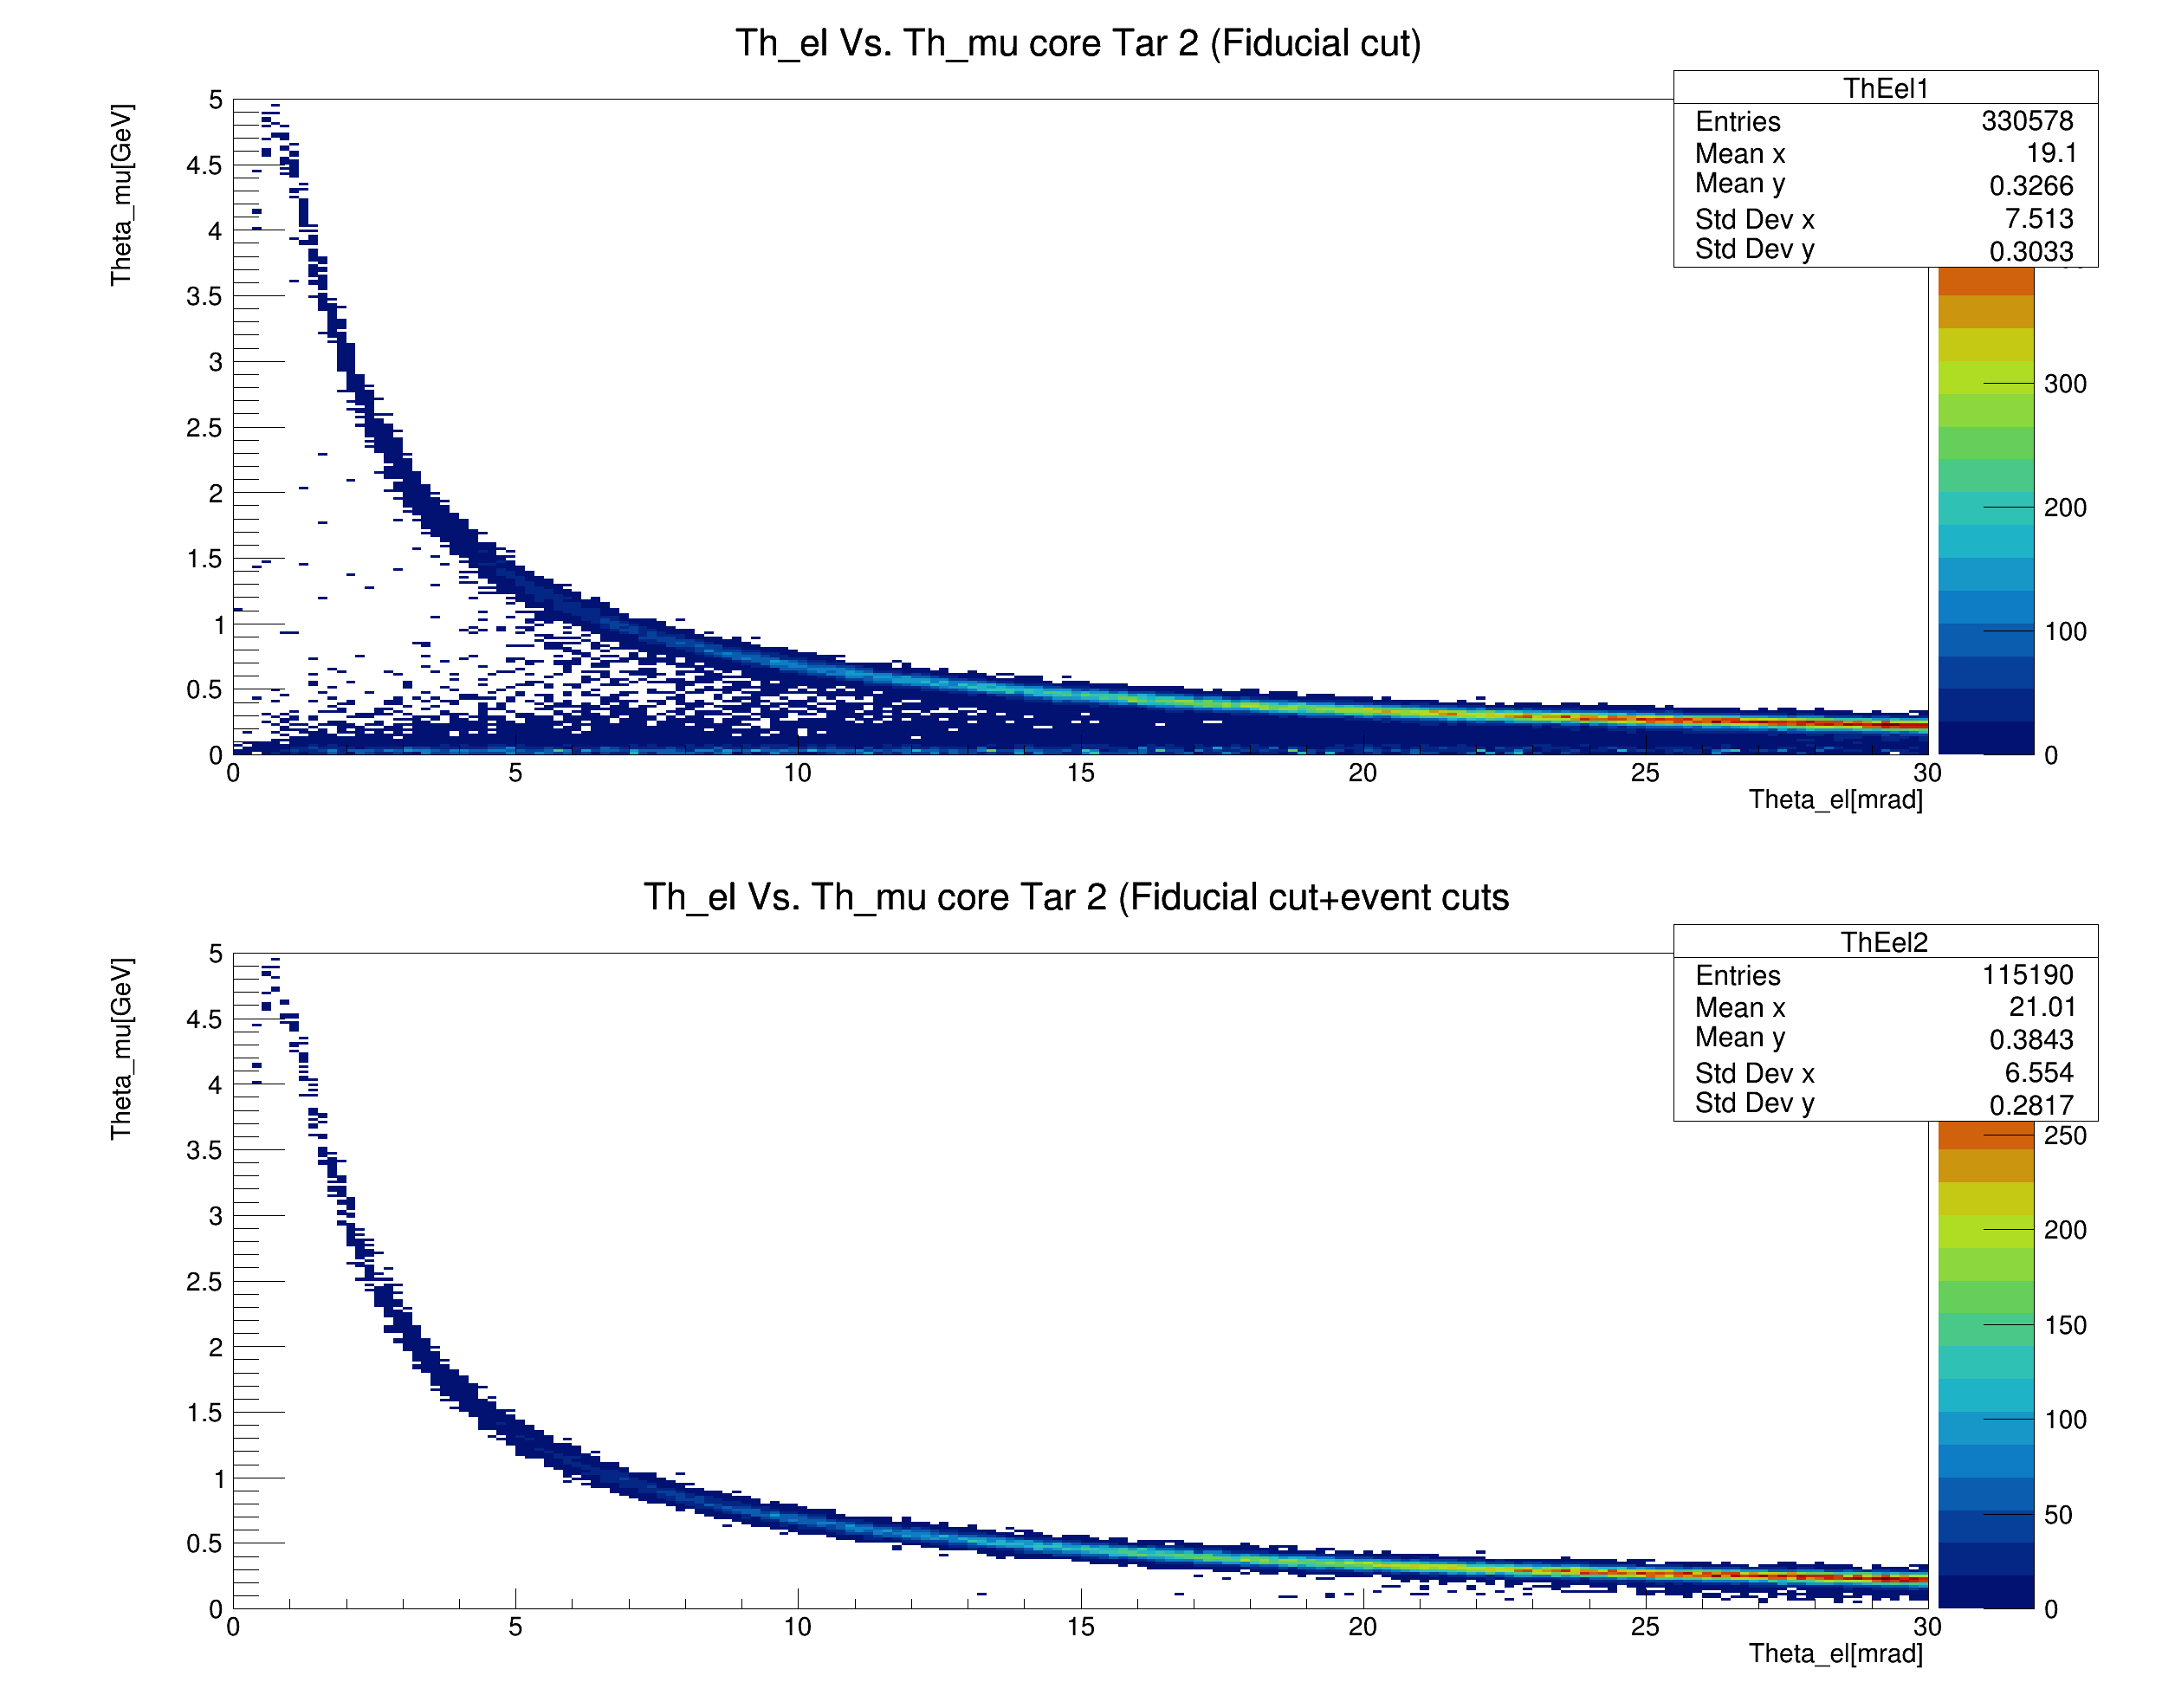 Th_el Vs. Th_mu core Tar 2 (Fiducial cut)
ThEel1
Entries 330578
Mean x 19.1
Mean y 0.3266
Std Dev x 7.513
Std Dev y 0.3033
Theta_mu[GeV]
5
4.5
4
3.5
3
2.5
2
1.5
1
0.5
0
0 5 10 15 20 25 30
Theta_el[mrad]
300
200
100
0
Th_el Vs. Th_mu core Tar 2 (Fiducial cut+event cuts
ThEel2
Entries 115190
Mean x 21.01
Mean y 0.3843
Std Dev x 6.554
Std Dev y 0.2817
Theta_mu[GeV]
5
4.5
4
3.5
3
2.5
2
1.5
1
0.5
0
0 5 10 15 20 25 30
Theta_el[mrad]
250
200
150
100
50
0